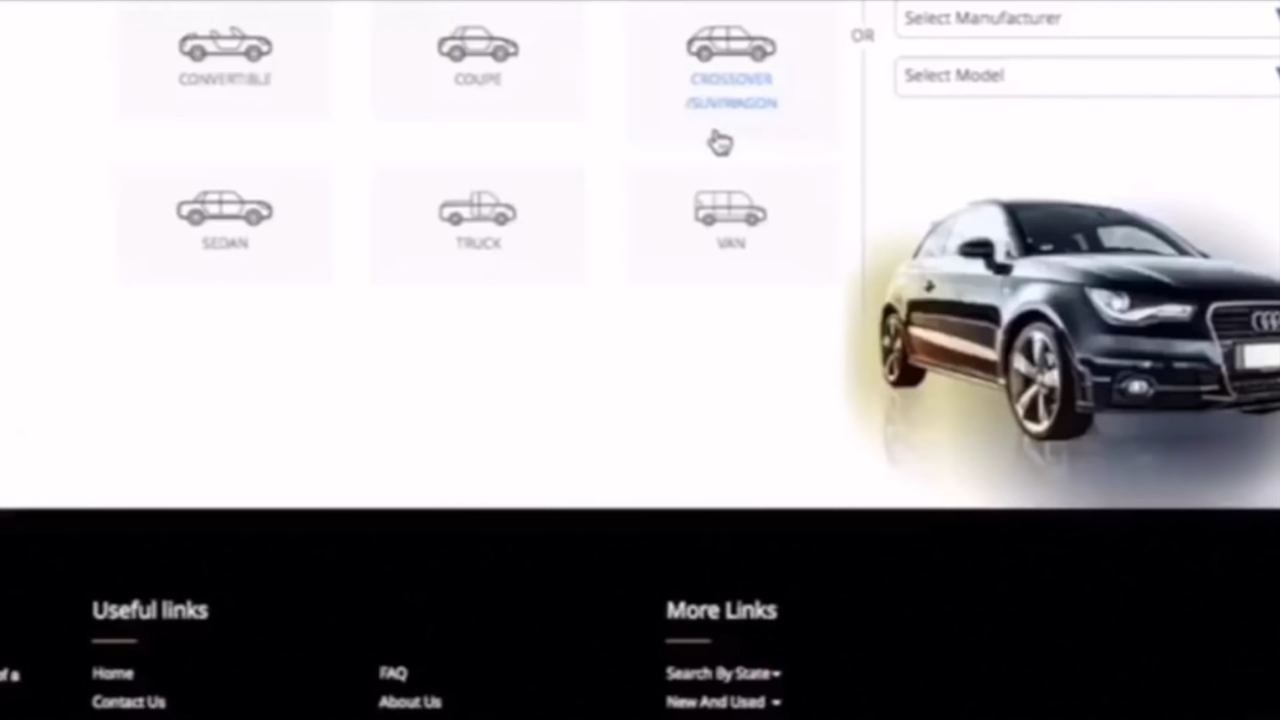 CONVERTIBLE
COUPE
CROSSOVER
/SUV/WAGON
OR
Select Manufacturer
Select Model
SEDAN
TRUCK
VAN
Useful links
More Links
of a
Home
FAQ
Search By State
Contact Us
About Us
New And Used